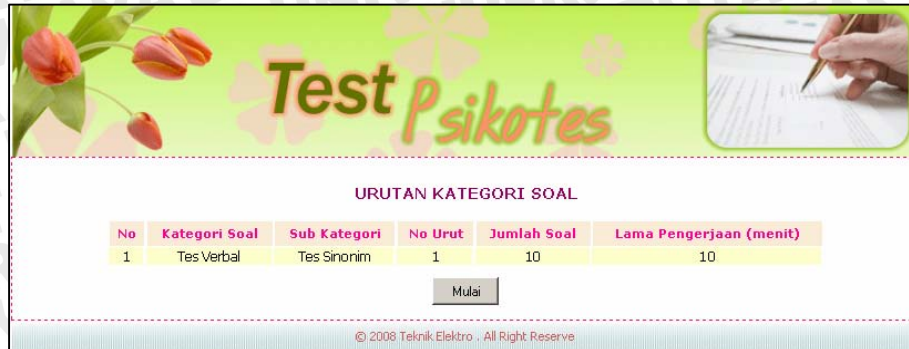 Test Psikotes
URUTAN KATEGORI SOAL
No Kategori Soal Sub Kategori No Urut Jumlah Soal Lama Pengerjaan (menit)
1 Tes Verbal Tes Sinonim 1 10 10
Mulai
© 2008 Teknik Elektro . All Right Reserve